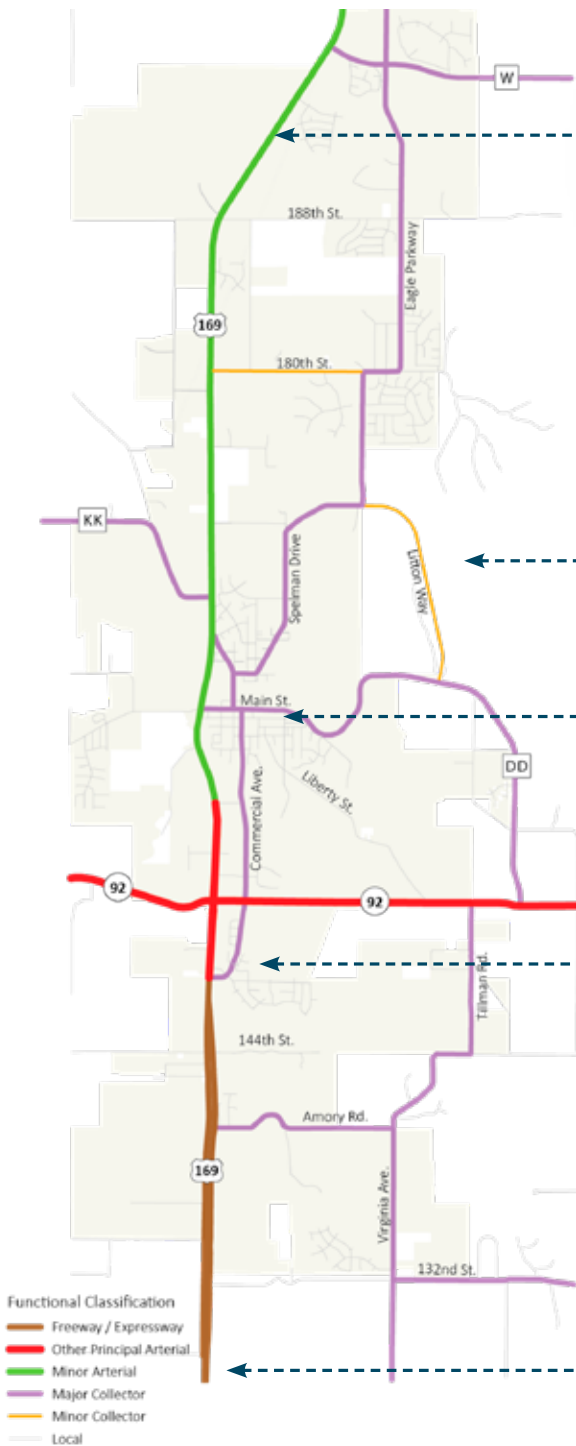 W
188th St.
Eagle Parkway
169
180th St.
KK
Spelman Drive
Litton Way
Main St.
DD
Liberty St.
Commercial Ave.
92
92
Tillman Rd.
144th St.
Amory Rd.
169
Virginia Ave.
132nd St.
Functional Classification
Freeway / Expressway
Other Principal Arterial
Minor Arterial
Major Collector
Minor Collector
Local